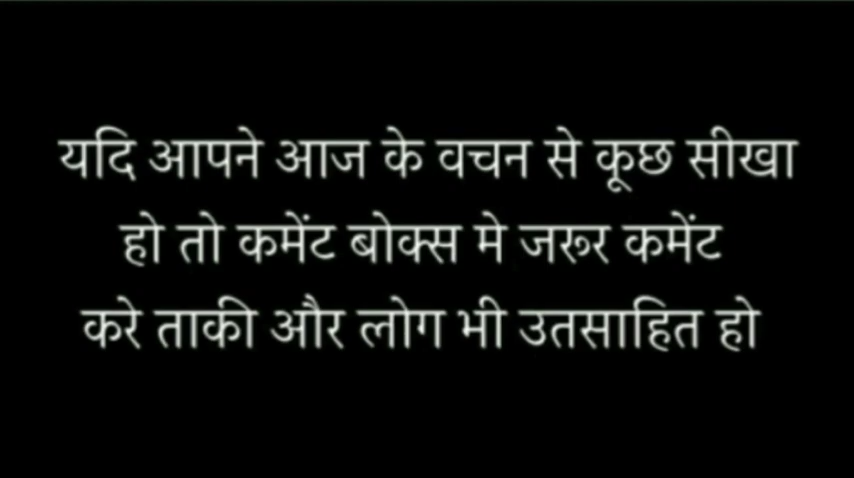 यदि आपने आज के वचन से कूछ सीखा
हो तो कमेंट बोक्स मे जरूर कमेंट
करे ताकी और लोग भी उतसाहित हो